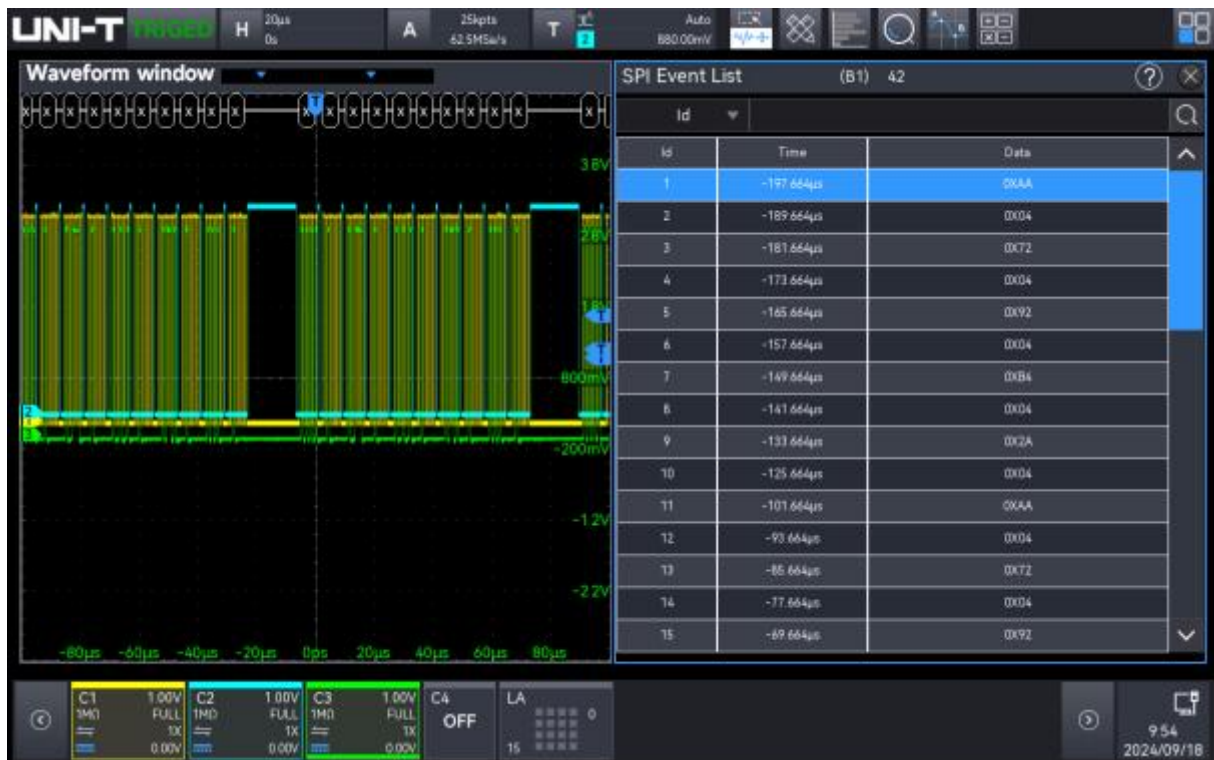 UNI-T TRIGED H 20µs 0s A 25kpts 62.5MSa/s T 2 Auto 880.00mV
Waveform window
SPI Event List (B1) 42
Id
Id Time Data
1 -197.664µs 0XAA
2 -189.664µs 0X04
3 -181.664µs 0X72
4 -173.664µs 0X04
5 -165.664µs 0X92
6 -157.664µs 0X04
7 -149.664µs 0XB4
8 -141.664µs 0X04
9 -133.664µs 0X2A
10 -125.664µs 0X04
11 -101.664µs 0XAA
12 -93.664µs 0X04
13 -85.664µs 0X72
14 -77.664µs 0X04
15 -69.664µs 0X92
X X X X X X X X X X X X X X X X X X
T
3.8V
2.8V
1.8V
T
T
800mV
2
1
3
-200mV
-1.2V
-2.2V
-80µs -60µs -40µs -20µs 0ps 20µs 40µs 60µs 80µs
C1 1.00V C2 1.00V C3 1.00V C4 LA
1MΩ FULL 1MΩ FULL 1MΩ FULL OFF 0
1X 1X 1X
0.00V 0.00V 0.00V 15
9:54
2024/09/18